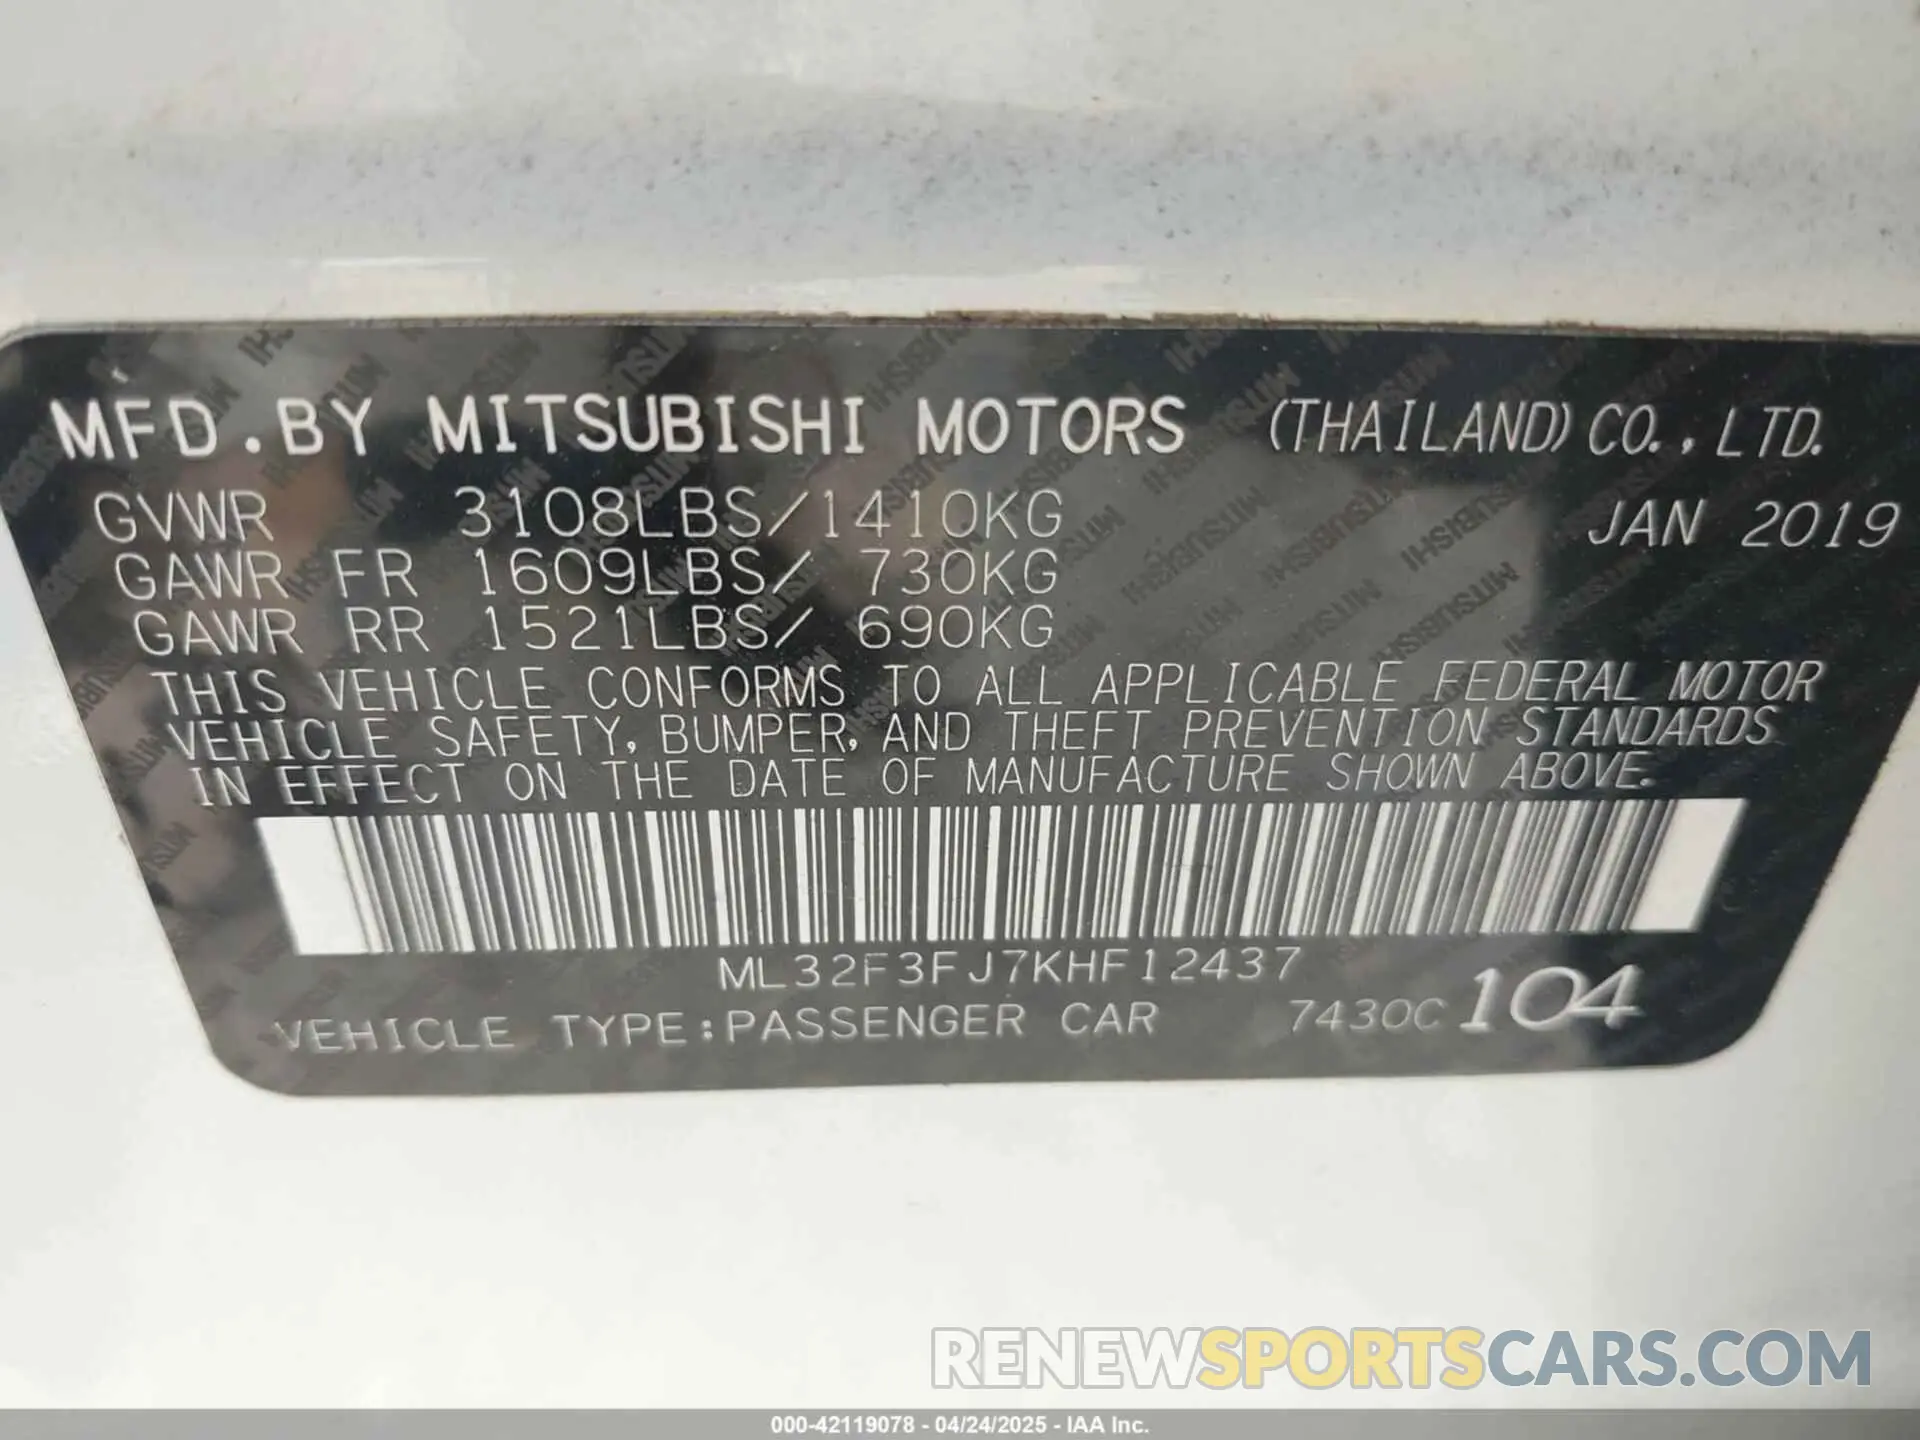 MFD.BY MITSUBISHI MOTORS (THAILAND) CO.,LTD.
GVWR 3108LBS/1410KG JAN 2019
GAWR FR 1609LBS/ 730KG
GAWR RR 1521LBS/ 690KG
THIS VEHICLE CONFORMS TO ALL APPLICABLE FEDERAL MOTOR
VEHICLE SAFETY, BUMPER, AND THEFT PREVENTION STANDARDS
IN EFFECT ON THE DATE OF MANUFACTURE SHOWN ABOVE.
ML32F3FJ7KHF12437
VEHICLE TYPE:PASSENGER CAR 7430C 104
RENEWSPORTSCARS.COM
000-42119078 - 04/24/2025 - IAA Inc.